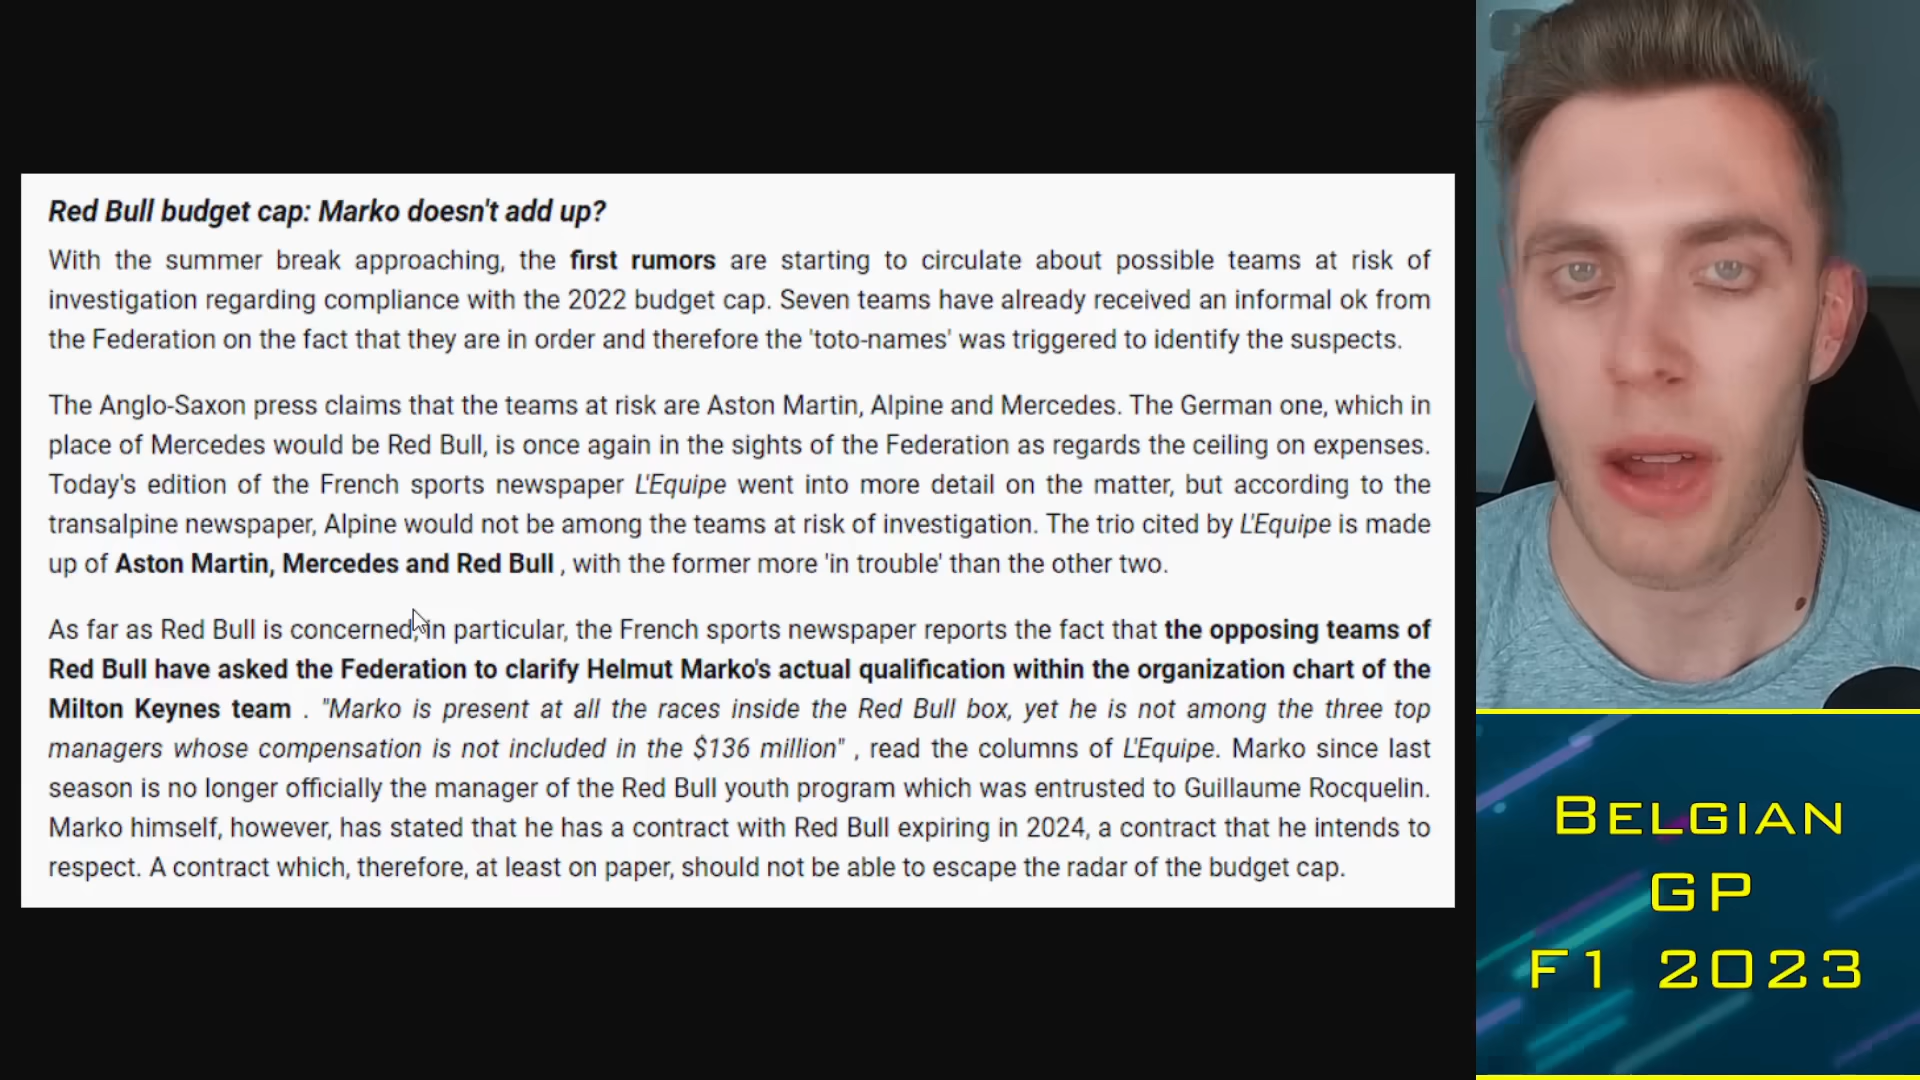 Red Bull budget cap: Marko doesn't add up?
With the summer break approaching, the first rumors are starting to circulate about possible teams at risk of
investigation regarding compliance with the 2022 budget cap. Seven teams have already received an informal ok from
the Federation on the fact that they are in order and therefore the 'toto-names' was triggered to identify the suspects.
The Anglo-Saxon press claims that the teams at risk are Aston Martin, Alpine and Mercedes. The German one, which in
place of Mercedes would be Red Bull, is once again in the sights of the Federation as regards the ceiling on expenses.
Today's edition of the French sports newspaper L'Equipe went into more detail on the matter, but according to the
transalpine newspaper, Alpine would not be among the teams at risk of investigation. The trio cited by L'Equipe is made
up of Aston Martin, Mercedes and Red Bull , with the former more 'in trouble' than the other two.
As far as Red Bull is concerned, in particular, the French sports newspaper reports the fact that the opposing teams of
Red Bull have asked the Federation to clarify Helmut Marko's actual qualification within the organization chart of the
Milton Keynes team . "Marko is present at all the races inside the Red Bull box, yet he is not among the three top
managers whose compensation is not included in the $136 million" , read the columns of L'Equipe. Marko since last
season is no longer officially the manager of the Red Bull youth program which was entrusted to Guillaume Rocquelin.
Marko himself, however, has stated that he has a contract with Red Bull expiring in 2024, a contract that he intends to
respect. A contract which, therefore, at least on paper, should not be able to escape the radar of the budget cap.
BELGIAN
GP
F1 2023